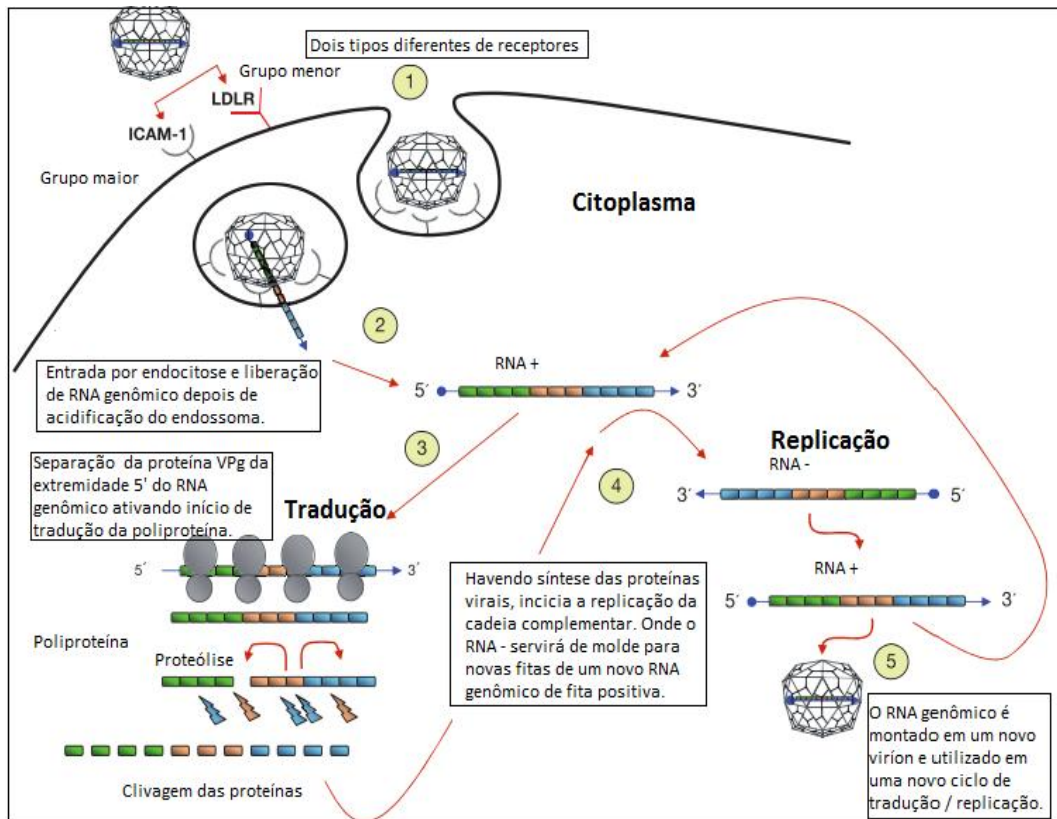 Dois tipos diferentes de receptores
1
Grupo menor
LDLR
ICAM-1
Grupo maior
Citoplasma
2
Entrada por endocitose e liberação
de RNA genômico depois de
acidificação do endossoma.
RNA +
5´
3´
3
Separação da proteína VPg da
extremidade 5' do RNA
genômico ativando início de
tradução da poliproteína.
Tradução
5´
3´
Poliproteína
Proteólise
Clivagem das proteínas
4
Havendo síntese das proteínas
virais, incicia a replicação da
cadeia complementar. Onde o
RNA - servirá de molde para
novas fitas de um novo RNA
genômico de fita positiva.
Replicação
RNA -
3´
5´
RNA +
5´
3´
5
O RNA genômico é
montado em um novo
viríon e utilizado em
uma novo ciclo de
tradução / replicação.